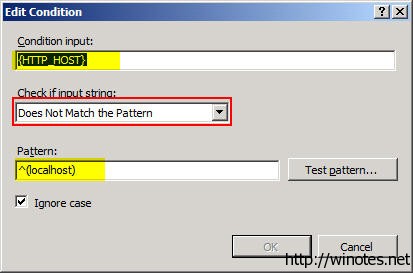 Edit Condition
Condition input:
{HTTP_HOST}
Check if input string:
Does Not Match the Pattern
Pattern:
^(localhost)
Test pattern...
Ignore case
http://winotes.net
OK
Cancel